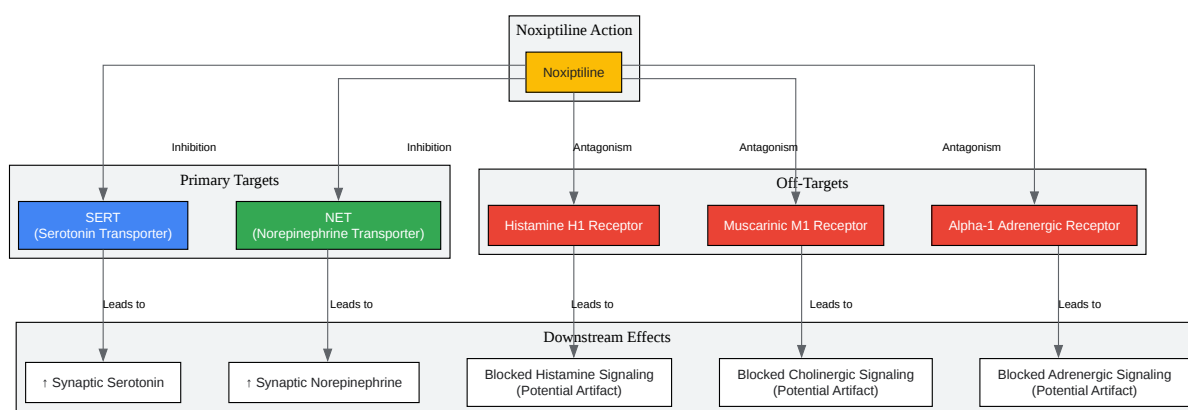 Noxiptiline Action
Noxiptiline
Inhibition
Inhibition
Antagonism
Antagonism
Antagonism
Primary Targets
Off-Targets
SERT
(Serotonin Transporter)
NET
(Norepinephrine Transporter)
Histamine H1 Receptor
Muscarinic M1 Receptor
Alpha-1 Adrenergic Receptor
Leads to
Leads to
Leads to
Leads to
Leads to
Downstream Effects
↑ Synaptic Serotonin
↑ Synaptic Norepinephrine
Blocked Histamine Signaling
(Potential Artifact)
Blocked Cholinergic Signaling
(Potential Artifact)
Blocked Adrenergic Signaling
(Potential Artifact)